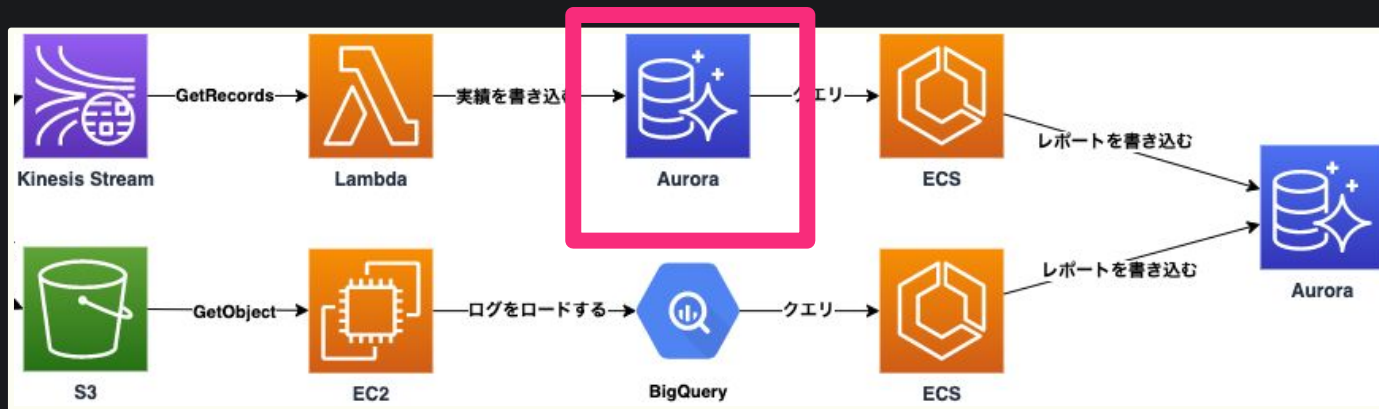 GetRecords
実績を書き込む
クエリ
Kinesis Stream
Lambda
Aurora
ECS
レポートを書き込む
Aurora
GetObject
ログをロードする
クエリ
レポートを書き込む
S3
EC2
BigQuery
ECS